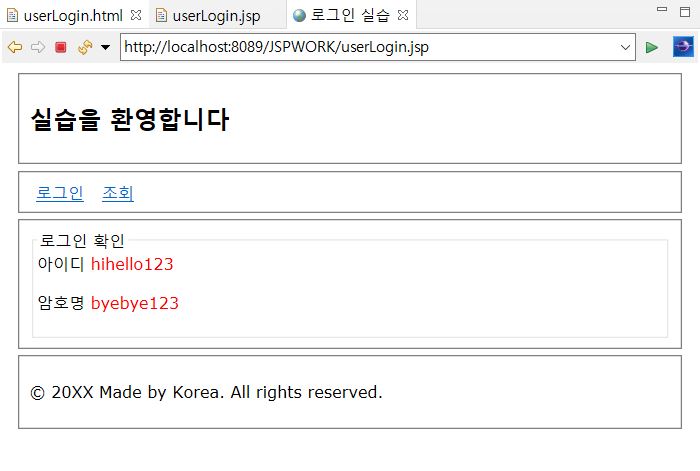 userLogin.html
userLogin.jsp
로그인 실습
http://localhost:8089/JSPWORK/userLogin.jsp
실습을 환영합니다
로그인 조회
로그인 확인
아이디 hihello123
암호명 byebye123
© 20XX Made by Korea. All rights reserved.